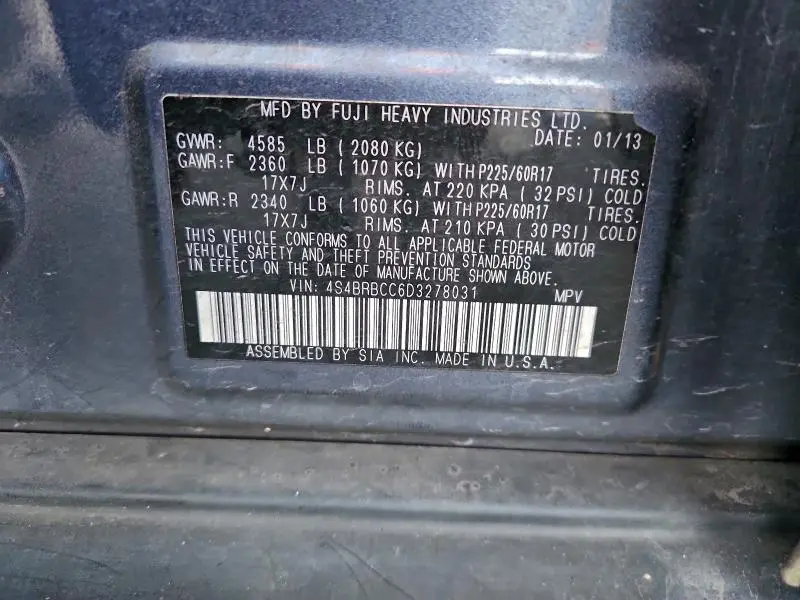 MFD BY FUJI HEAVY INDUSTRIES LTD.
DATE: 01/13
GVWR: 4585 LB ( 2080 KG)
GAWR:F 2360 LB ( 1070 KG) WITH P225/60R17 TIRES.
17X7J RIMS. AT 220 KPA ( 32 PSI) COLD
GAWR:R 2340 LB ( 1060 KG) WITH P225/60R17 TIRES.
17X7J RIMS. AT 210 KPA ( 30 PSI) COLD
THIS VEHICLE CONFORMS TO ALL APPLICABLE FEDERAL MOTOR
VEHICLE SAFETY AND THEFT PREVENTION STANDARDS
IN EFFECT ON THE DATE OF MANUFACTURE SHOWN ABOVE.
VIN: 4S4BRBCC6D3278031 MPV
ASSEMBLED BY SIA INC. MADE IN U.S.A.